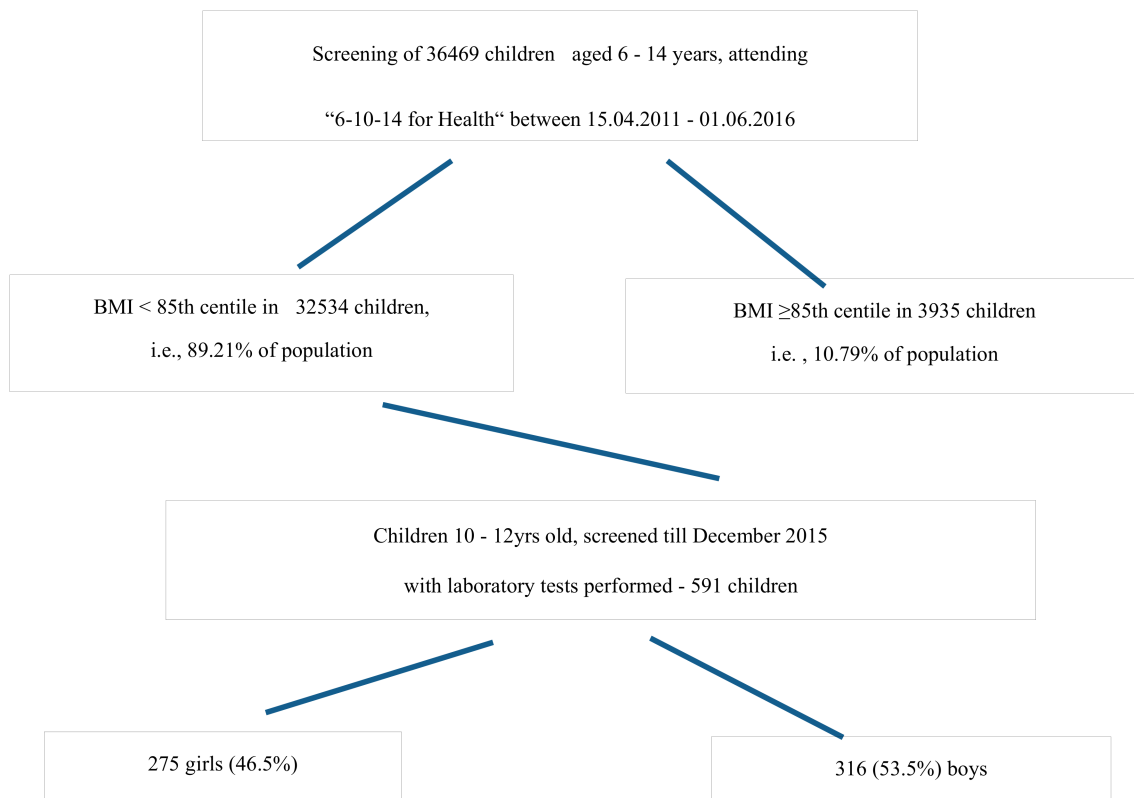 Screening of 36469 children aged 6 - 14 years, attending
“6-10-14 for Health“ between 15.04.2011 - 01.06.2016
BMI < 85th centile in 32534 children,
i.e., 89.21% of population
BMI ≥85th centile in 3935 children
i.e. , 10.79% of population
Children 10 - 12yrs old, screened till December 2015
with laboratory tests performed - 591 children
275 girls (46.5%)
316 (53.5%) boys